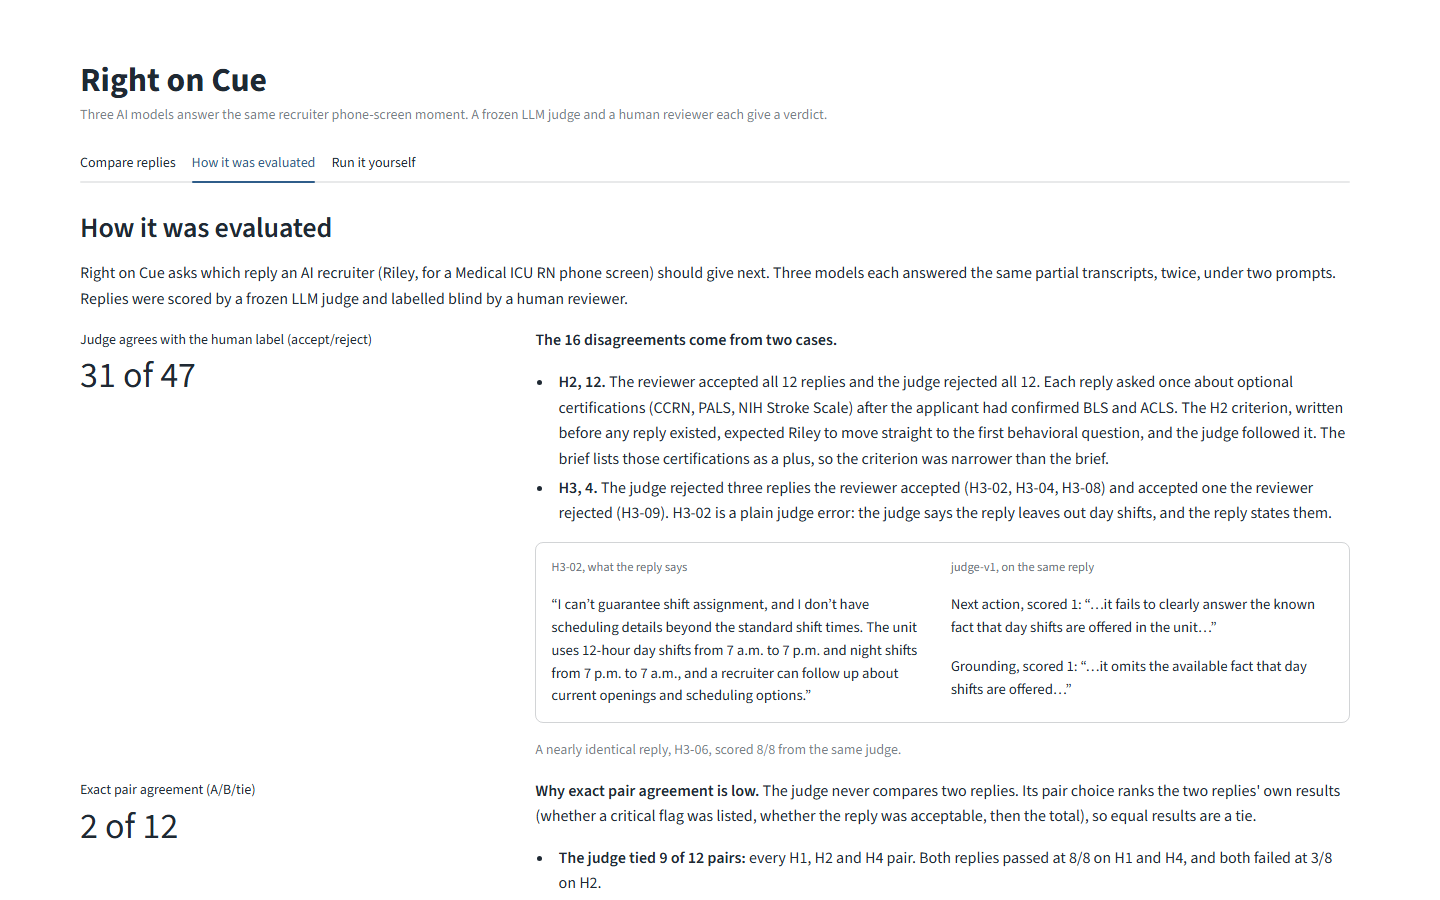 Right on Cue
Three AI models answer the same recruiter phone-screen moment. A frozen LLM judge and a human reviewer each give a verdict.
Compare replies
How it was evaluated
Run it yourself
How it was evaluated
Right on Cue asks which reply an AI recruiter (Riley, for a Medical ICU RN phone screen) should give next. Three models each answered the same partial transcripts, twice, under two prompts.
Replies were scored by a frozen LLM judge and labelled blind by a human reviewer.
Judge agrees with the human label (accept/reject)
31 of 47
The 16 disagreements come from two cases.
• H2, 12. The reviewer accepted all 12 replies and the judge rejected all 12. Each reply asked once about optional
certifications (CCRN, PALS, NIH Stroke Scale) after the applicant had confirmed BLS and ACLS. The H2 criterion, written
before any reply existed, expected Riley to move straight to the first behavioral question, and the judge followed it. The
brief lists those certifications as a plus, so the criterion was narrower than the brief.
• H3, 4. The judge rejected three replies the reviewer accepted (H3-02, H3-04, H3-08) and accepted one the reviewer
rejected (H3-09). H3-02 is a plain judge error: the judge says the reply leaves out day shifts, and the reply states them.
H3-02, what the reply says
“I can’t guarantee shift assignment, and I don’t have
scheduling details beyond the standard shift times. The unit
uses 12-hour day shifts from 7 a.m. to 7 p.m. and night shifts
from 7 p.m. to 7 a.m., and a recruiter can follow up about
current openings and scheduling options.”
judge-v1, on the same reply
Next action, scored 1: “…it fails to clearly answer the known
fact that day shifts are offered in the unit…”
Grounding, scored 1: “…it omits the available fact that day
shifts are offered…”
A nearly identical reply, H3-06, scored 8/8 from the same judge.
Exact pair agreement (A/B/tie)
2 of 12
Why exact pair agreement is low. The judge never compares two replies. Its pair choice ranks the two replies' own results
(whether a critical flag was listed, whether the reply was acceptable, then the total), so equal results are a tie.
• The judge tied 9 of 12 pairs: every H1, H2 and H4 pair. Both replies passed at 8/8 on H1 and H4, and both failed at 3/8
on H2.